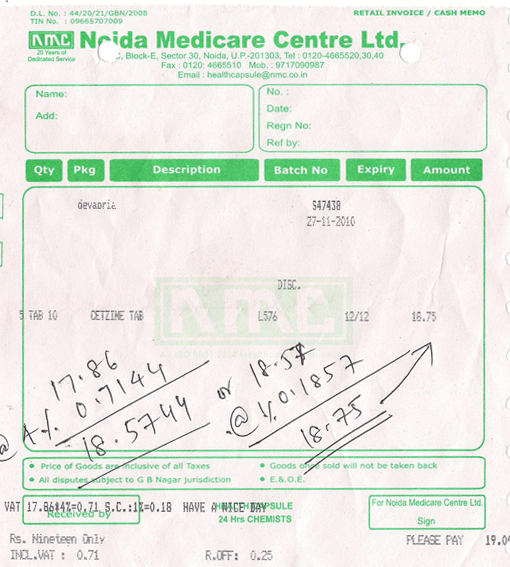 D.L. No. : 44/20/21/GBN/2008
TIN No. : 09665707009
RETAIL INVOICE / CASH MEMO
NMC Noida Medicare Centre Ltd.
20 Years of
Dedicated Service
C, Block-E, Sector 30, Noida, U.P.-201303, Tel : 0120-4665520,30,40
Fax : 0120: 4665510 Mob. : 9717090987
Email : healthcapsule@nmc.co.in
Name:
Add:
No. :
Date:
Regn No:
Ref by:
Qty Pkg Description Batch No Expiry Amount
devapria S47438
27-11-2010
DISC.
nmc
5 TAB 10 CETZIME TAB L576 12/12 18.75
17.86
@ 4% 0.7144
18.5744
or 18.57
@ 1% 0.1857
18.75
Price of Goods are inclusive of all Taxes
Goods once sold will not be taken back
All disputes subject to G B Nagar jurisdiction
E.&O.E.
VAT 17.86*4%=0.71 S.C.:1%=0.18 HAVE A NICE DAY
HEALTH CAPSULE
24 Hrs CHEMISTS
Received by
For Noida Medicare Centre Ltd.
Sign
Rs. Nineteen Only
PLEASE PAY 19.0
INCL.VAT : 0.71 R.OFF: 0.25